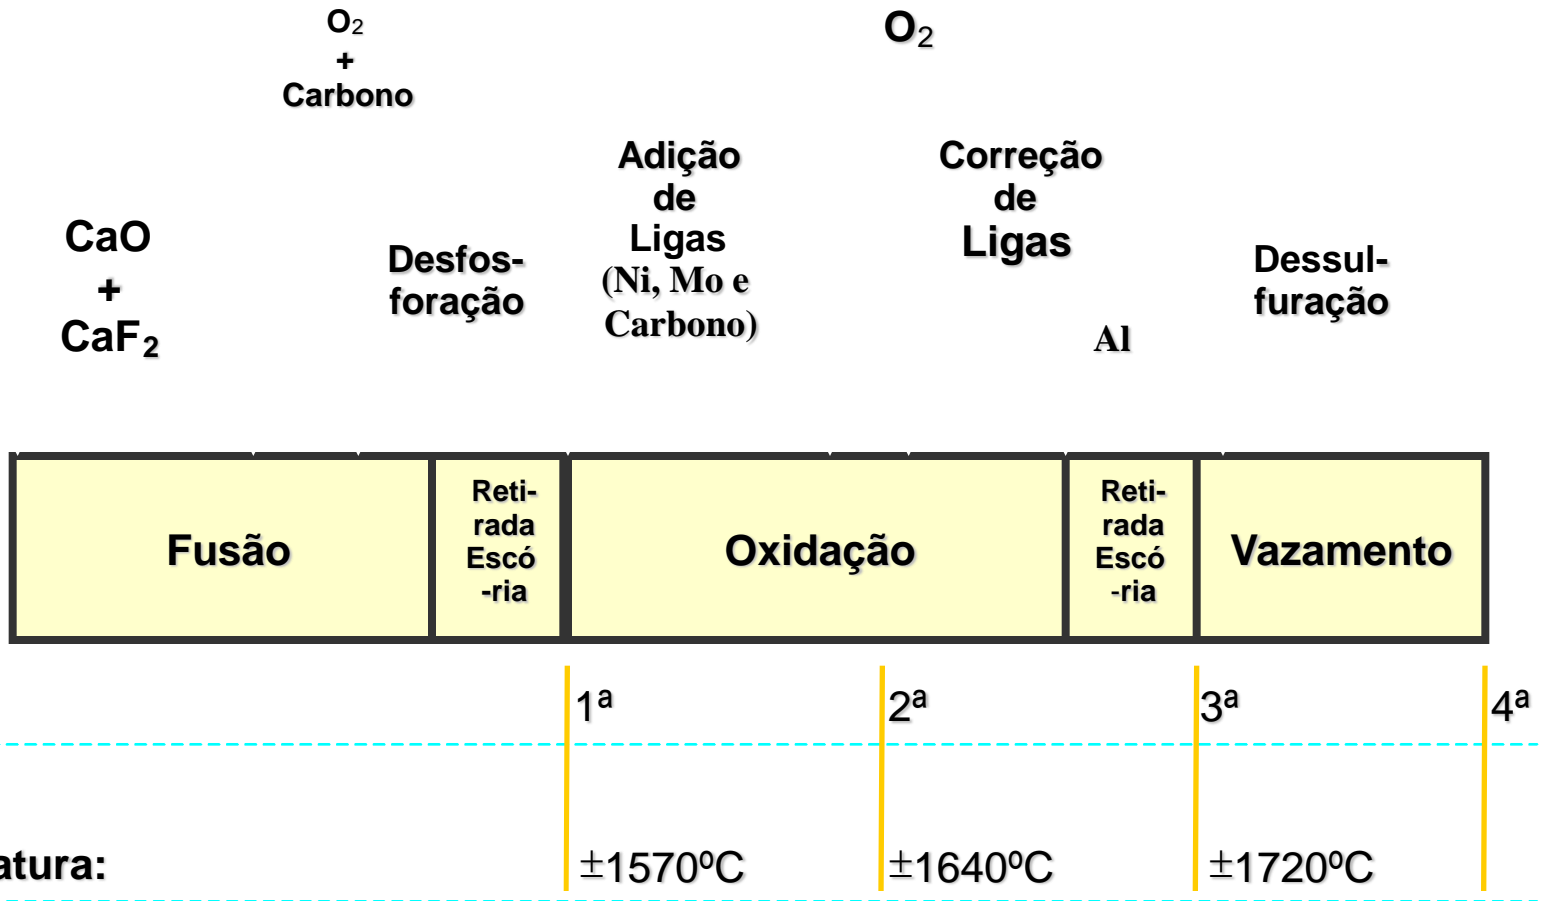 O₂
+
Carbono
O₂
Adição
de
Ligas
(Ni, Mo e
Carbono)
Correção
de
Ligas
CaO
+
CaF₂
Desfos-
foração
Al
Dessul-
furação
Fusão
Reti-
rada
Escó
-ria
Oxidação
Reti-
rada
Escó
-ria
Vazamento
1ª
2ª
3ª
4ª
atura:
±1570ºC
±1640ºC
±1720ºC